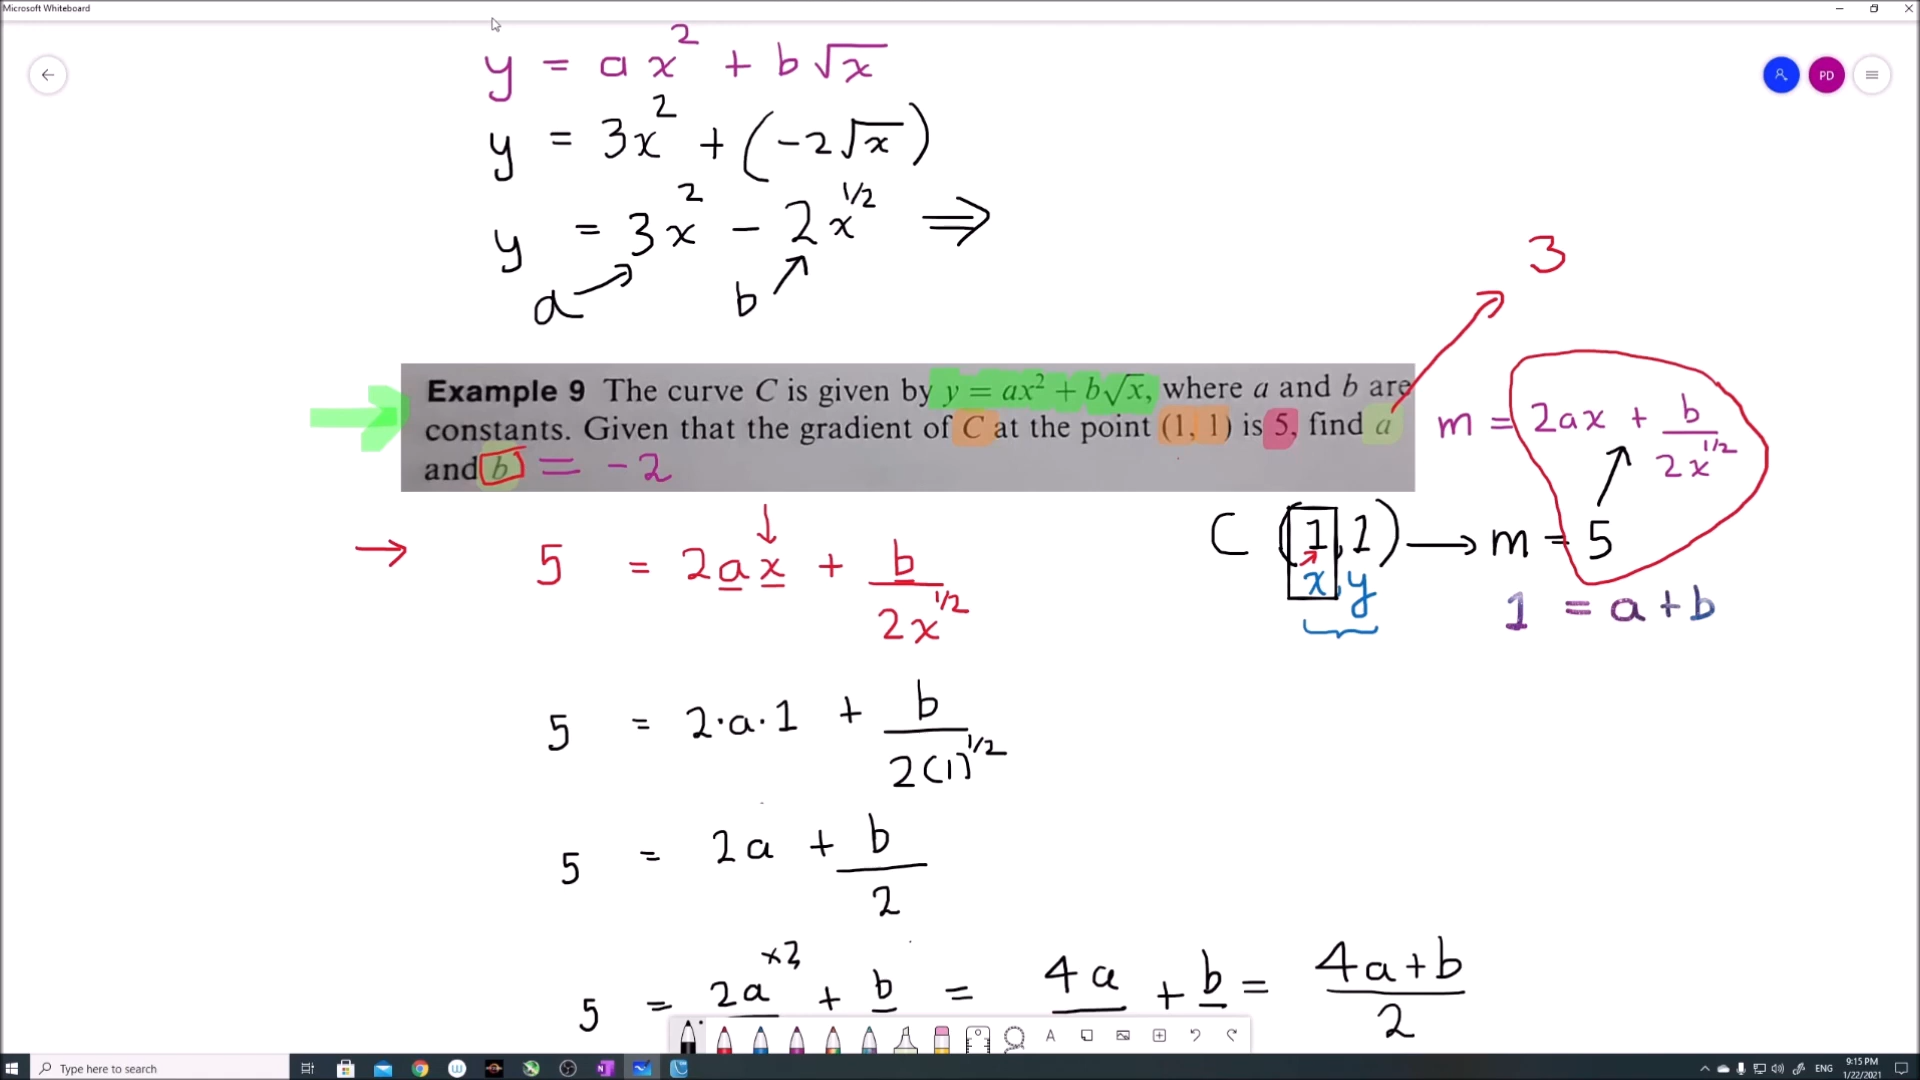 Microsoft Whiteboard
y = ax² + b√x
PD
y = 3x² + (-2√x)
y = 3x² - 2x^1/2 ⇒
a b
3
Example 9 The curve C is given by y = ax² + b√x, where a and b are
constants. Given that the gradient of C at the point (1, 1) is 5, find a
and b = -2
m = 2ax + b/2x^1/2
C (1,1) → m = 5
x,y
1 = a+b
→ 5 = 2ax + b/2x^1/2
5 = 2·a·1 + b/2(1)^1/2
5 = 2a + b/2
5 = 2a + b = 4a + b = 4a+b/2
A
Type here to search
ENG
9:15 PM
1/22/2021